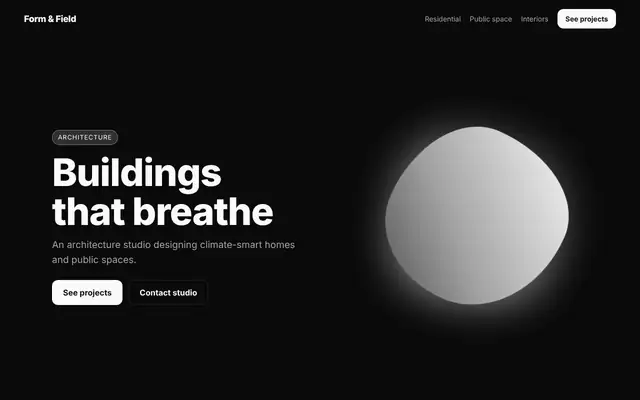 Form & Field
Residential Public space Interiors See projects
ARCHITECTURE
Buildings
that breathe
An architecture studio designing climate-smart homes
and public spaces.
See projects Contact studio